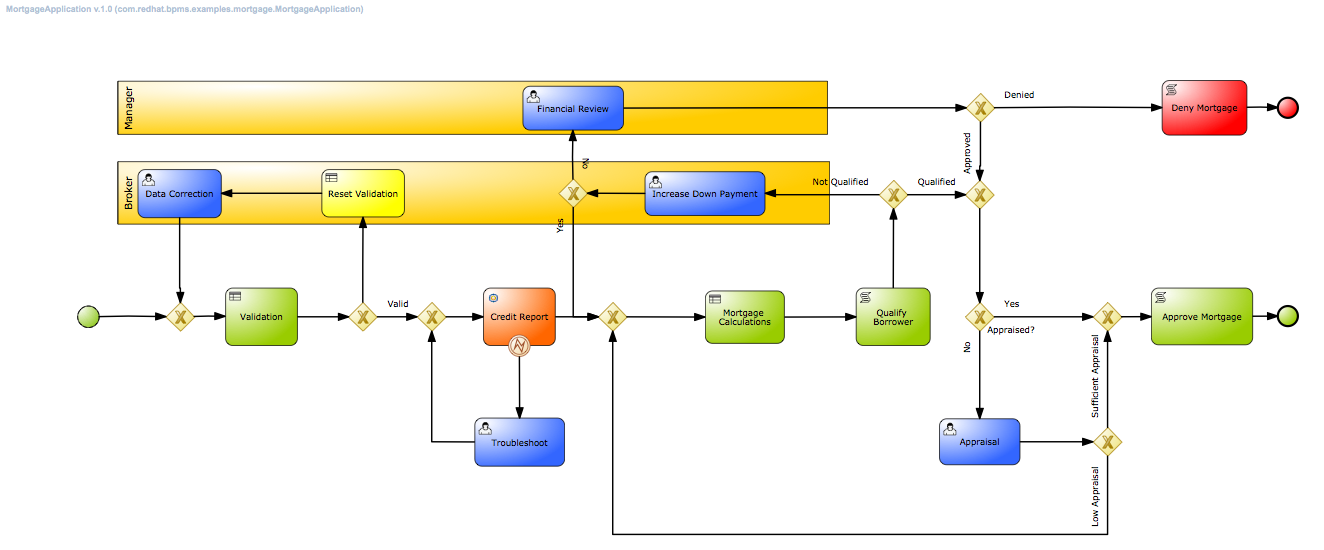 MortgageApplication v.1.0 (com.redhat.bpms.examples.mortgage.MortgageApplication)
Manager
Financial Review
Denied
Deny Mortgage
Approved
Broker
Data Correction
Reset Validation
No
Yes
Increase Down Payment
Not Qualified
Qualified
Validation
Valid
Credit Report
Mortgage
Calculations
Qualify
Borrower
Yes
Appraised?
No
Approve Mortgage
Sufficient Appraisal
Troubleshoot
Appraisal
Low Appraisal